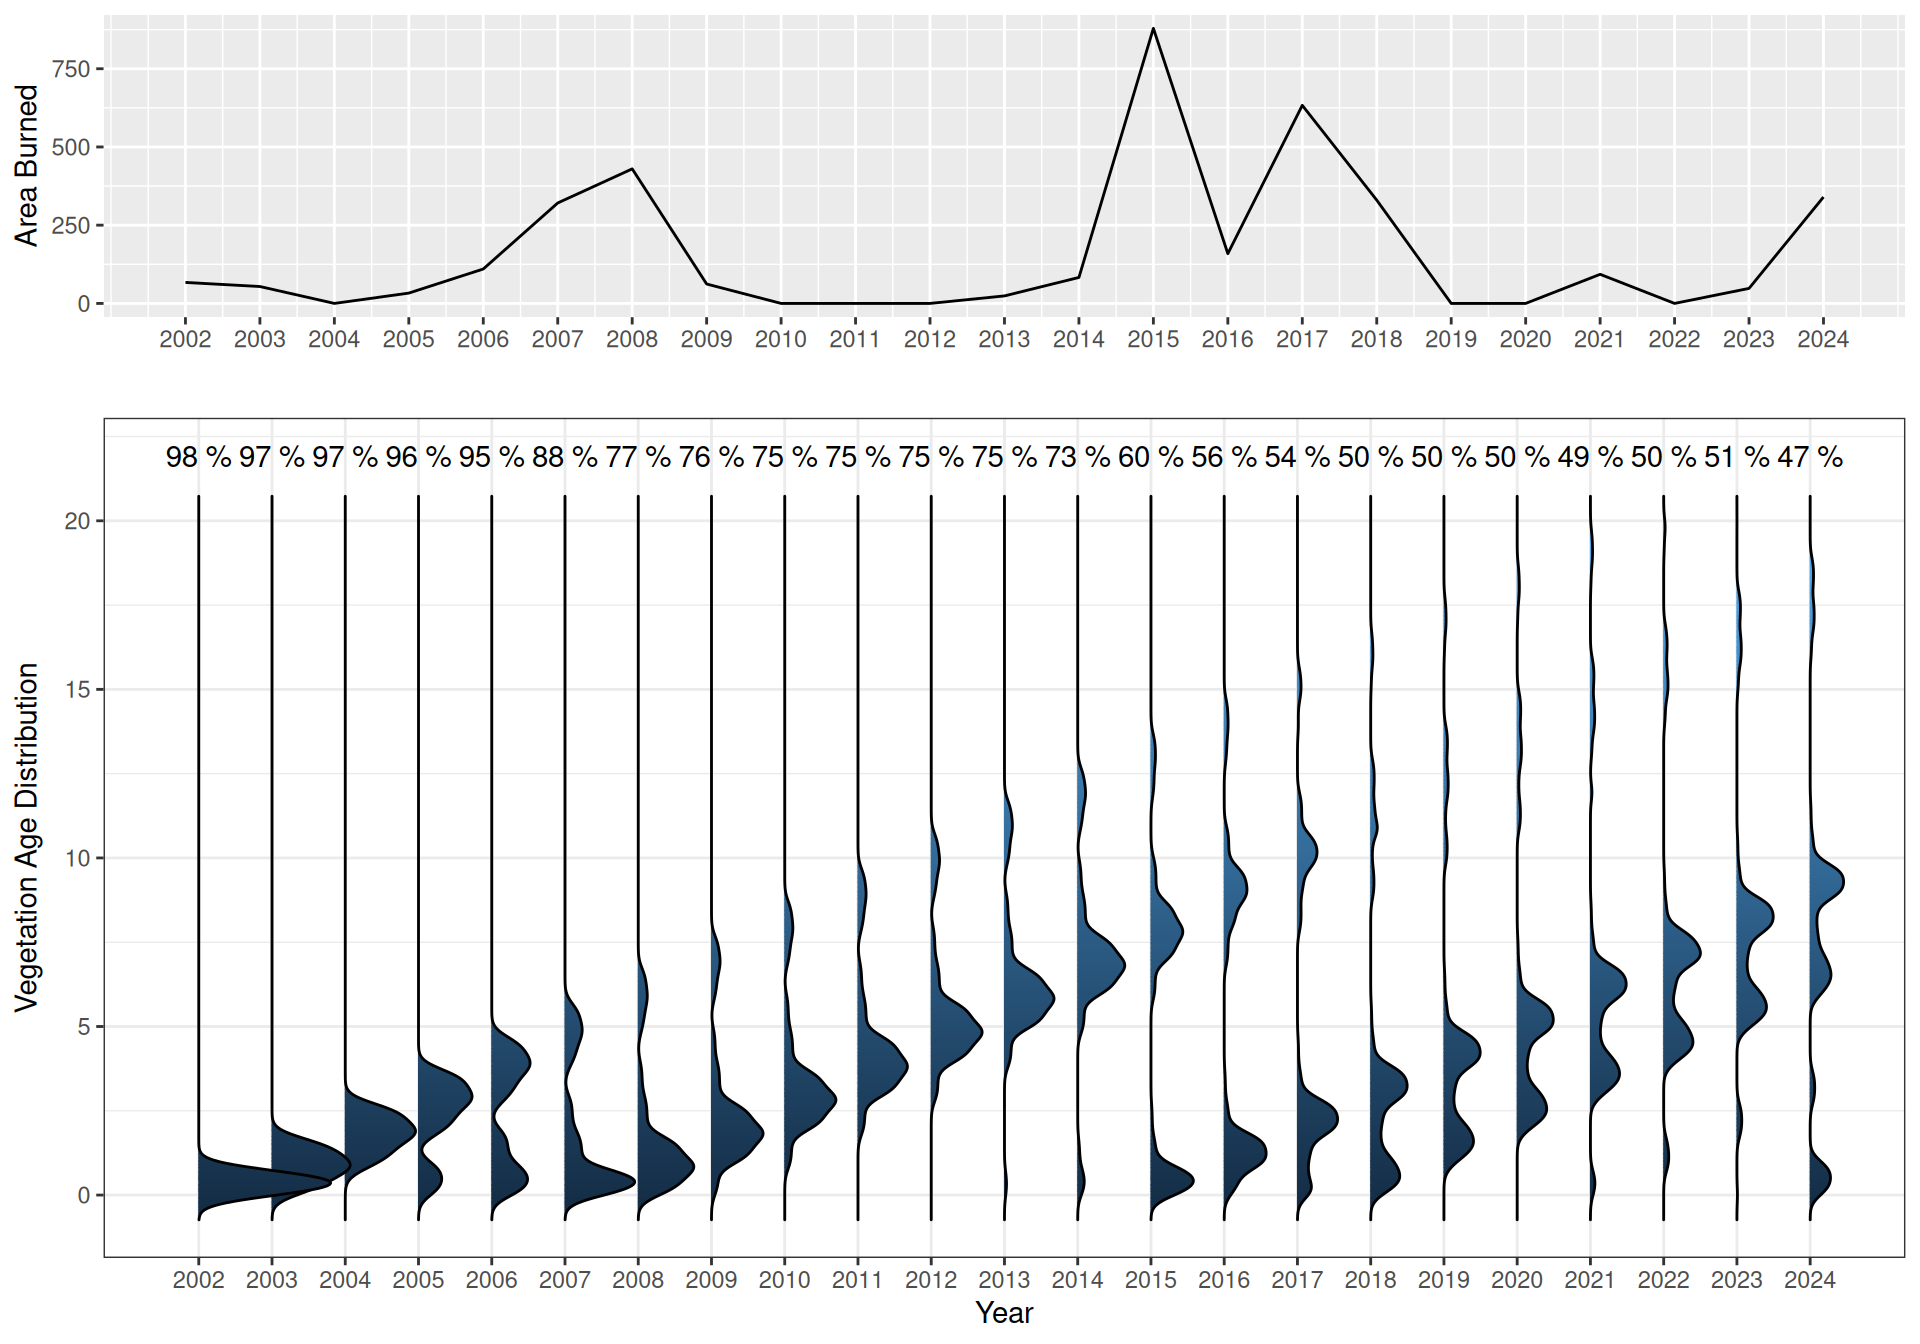 Area Burned
750
500
250
0
2002 2003 2004 2005 2006 2007 2008 2009 2010 2011 2012 2013 2014 2015 2016 2017 2018 2019 2020 2021 2022 2023 2024
98 % 97 % 97 % 96 % 95 % 88 % 77 % 76 % 75 % 75 % 75 % 75 % 73 % 60 % 56 % 54 % 50 % 50 % 50 % 49 % 50 % 51 % 47 %
Vegetation Age Distribution
20
15
10
5
0
2002 2003 2004 2005 2006 2007 2008 2009 2010 2011 2012 2013 2014 2015 2016 2017 2018 2019 2020 2021 2022 2023 2024
Year